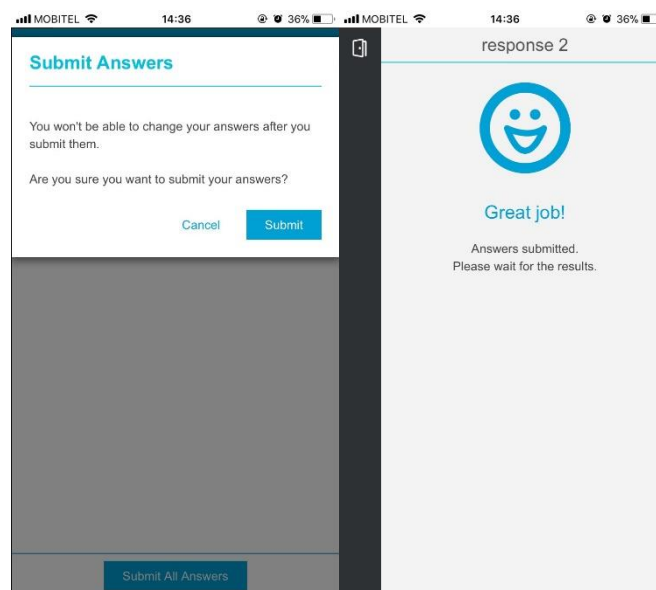 MOBITEL 14:36 36%
Submit Answers
You won't be able to change your answers after you
submit them.
Are you sure you want to submit your answers?
Cancel Submit
Submit All Answers
MOBITEL 14:36 36%
response 2
Great job!
Answers submitted.
Please wait for the results.